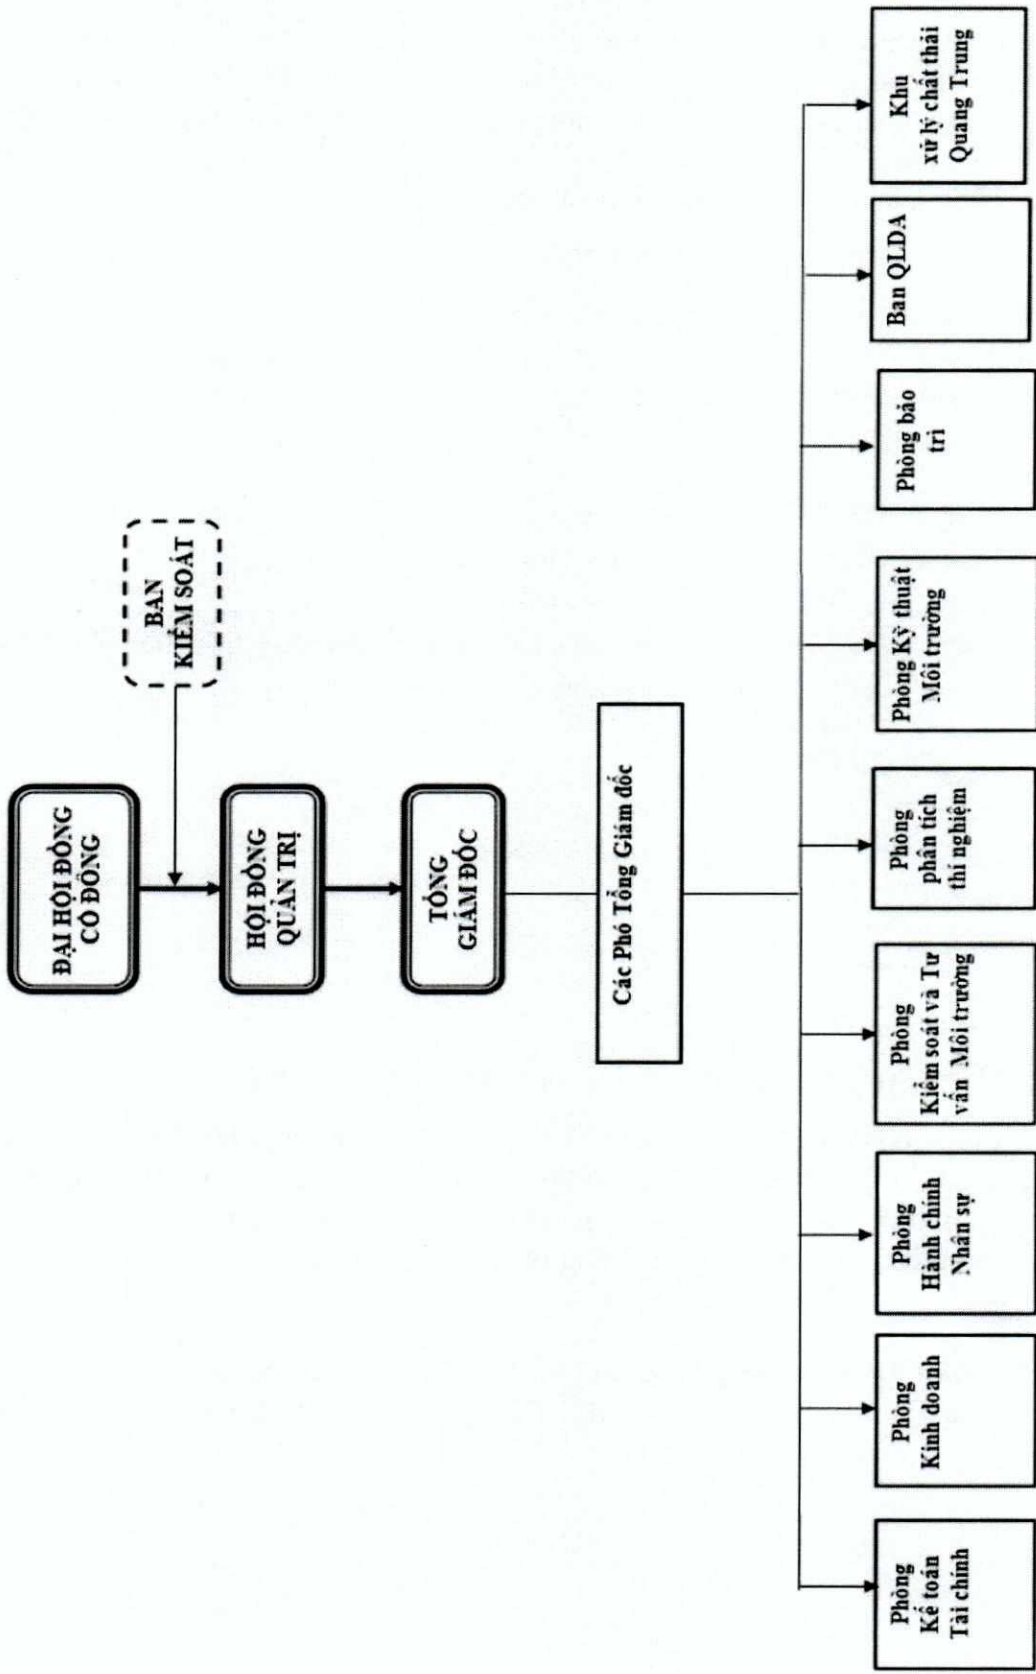 ĐẠI HỘI ĐỒNG
CỔ ĐÔNG
BAN
KIỂM SOÁT
HỘI ĐỒNG
QUẢN TRỊ
TỔNG
GIÁM ĐỐC
Các Phó Tổng Giám đốc
Phòng
Kế toán
Tài chính
Phòng
Kinh doanh
Phòng
Hành chính
Nhân sự
Phòng
Kiểm soát và Tư
vấn Môi trường
Phòng
phân tích
thí nghiệm
Phòng Kỹ thuật
Môi trường
Phòng bảo
trì
Ban QLDA
Khu
xử lý chất thải
Quang Trung